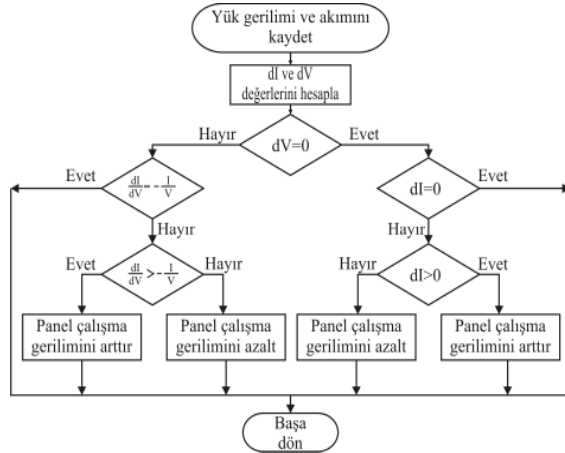 Yük gerilimi ve akımını
kaydet
dI ve dV
değerlerini hesapla
Hayır
Evet
dV=0
Evet
dI/dV = - I/V
dI=0
Evet
Hayır
Hayır
Evet
dI/dV > - I/V
Hayır
Hayır
dI>0
Evet
Panel çalışma
gerilimini arttır
Panel çalışma
gerilimini azalt
Panel çalışma
gerilimini azalt
Panel çalışma
gerilimini arttır
Başa
dön